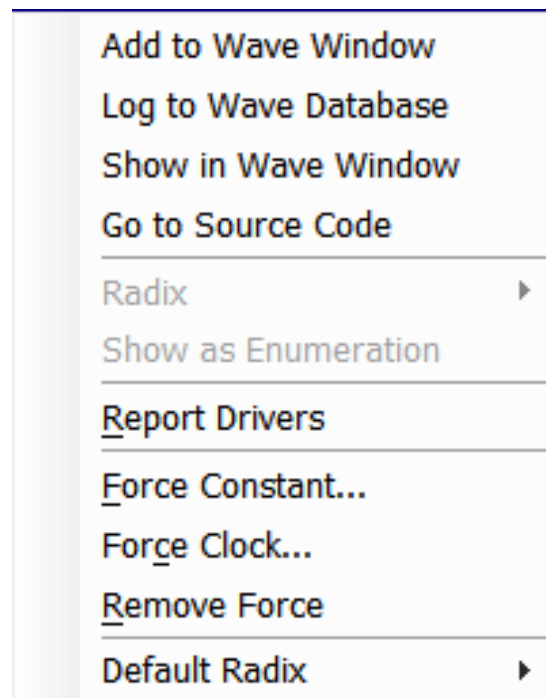 Add to Wave Window
Log to Wave Database
Show in Wave Window
Go to Source Code
Radix
Show as Enumeration
Report Drivers
Force Constant...
Force Clock...
Remove Force
Default Radix